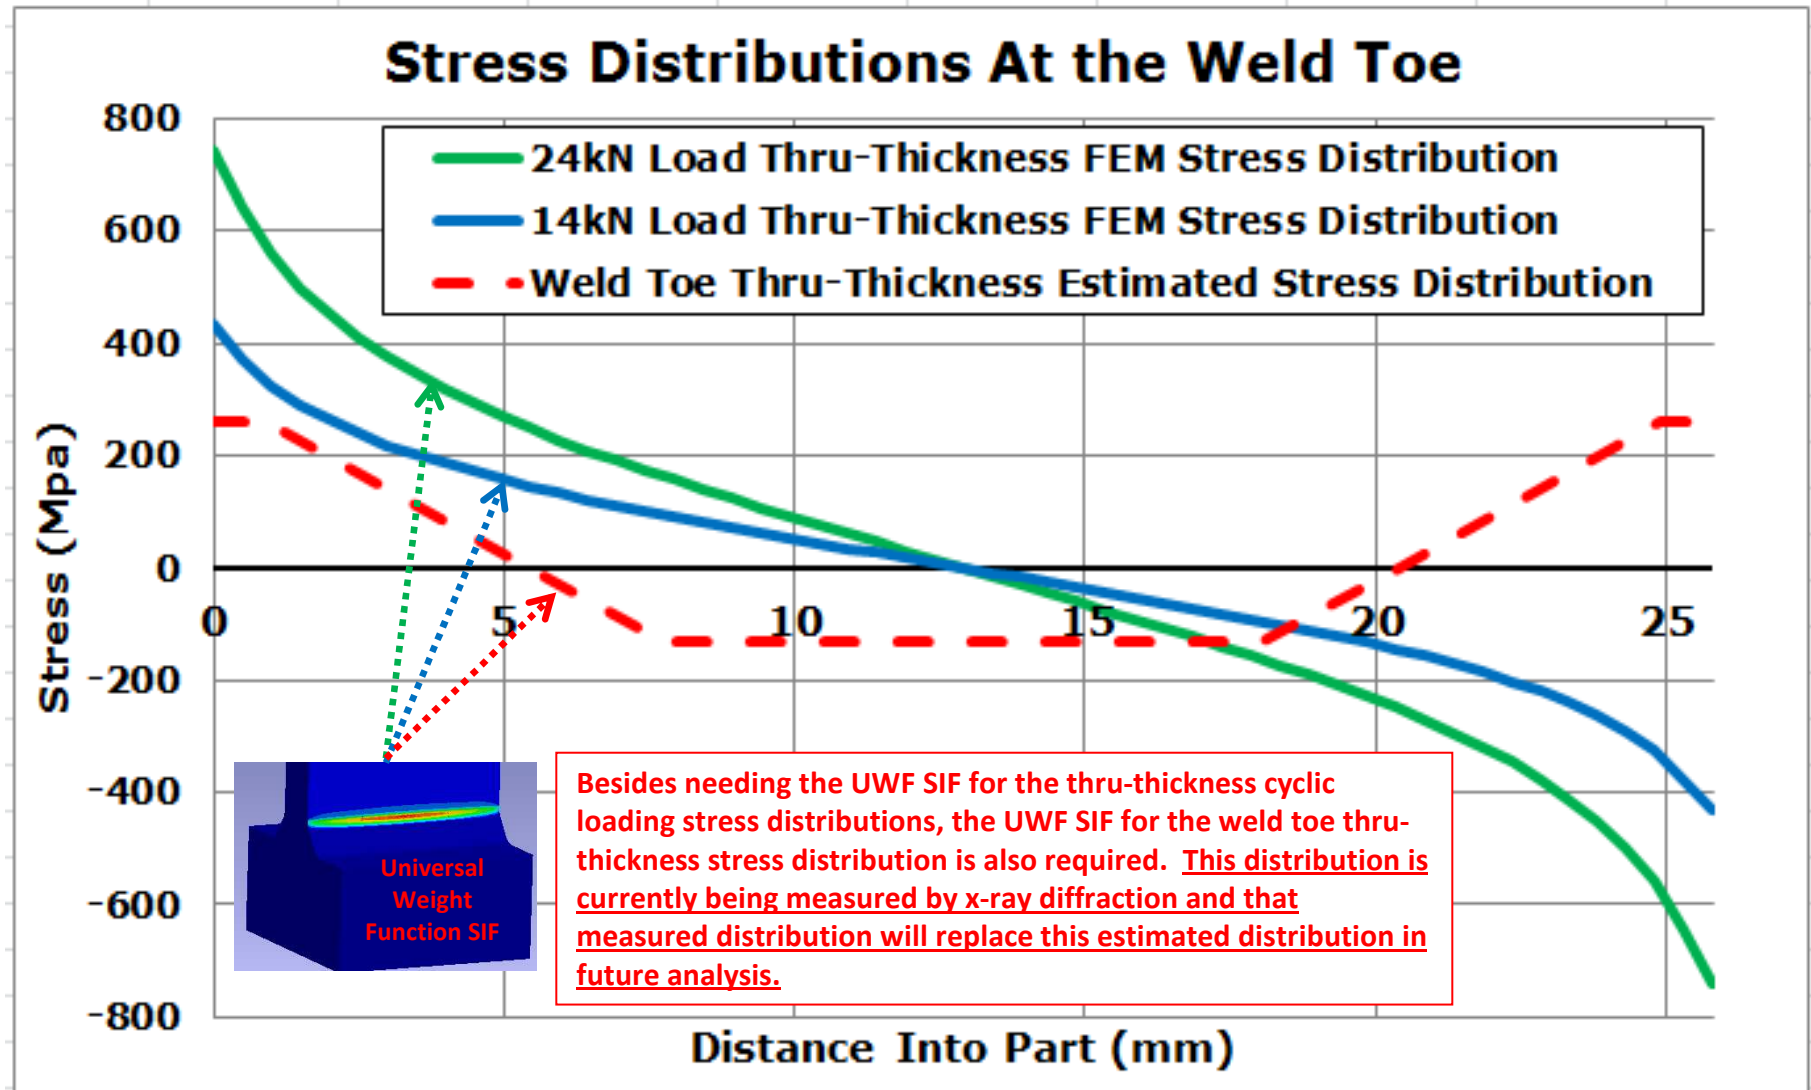 Stress Distributions At the Weld Toe
800
600
400
200
0
-200
-400
-600
-800
Stress (Mpa)
24kN Load Thru-Thickness FEM Stress Distribution
14kN Load Thru-Thickness FEM Stress Distribution
Weld Toe Thru-Thickness Estimated Stress Distribution
0 5 10 15 20 25
Universal
Weight
Function SIF
Besides needing the UWF SIF for the thru-thickness cyclic
loading stress distributions, the UWF SIF for the weld toe thru-
thickness stress distribution is also required. This distribution is
currently being measured by x-ray diffraction and that
measured distribution will replace this estimated distribution in
future analysis.
Distance Into Part (mm)